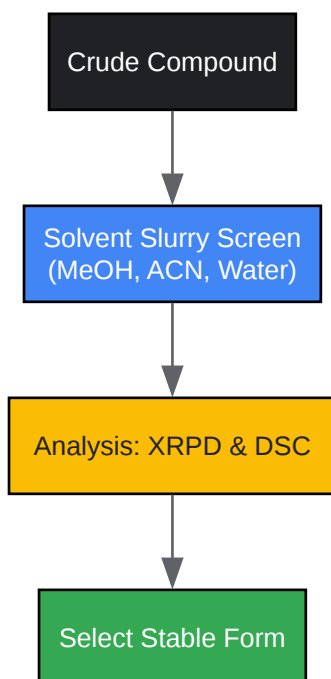 Crude Compound
Solvent Slurry Screen
(MeOH, ACN, Water)
Analysis: XRPD & DSC
Select Stable Form